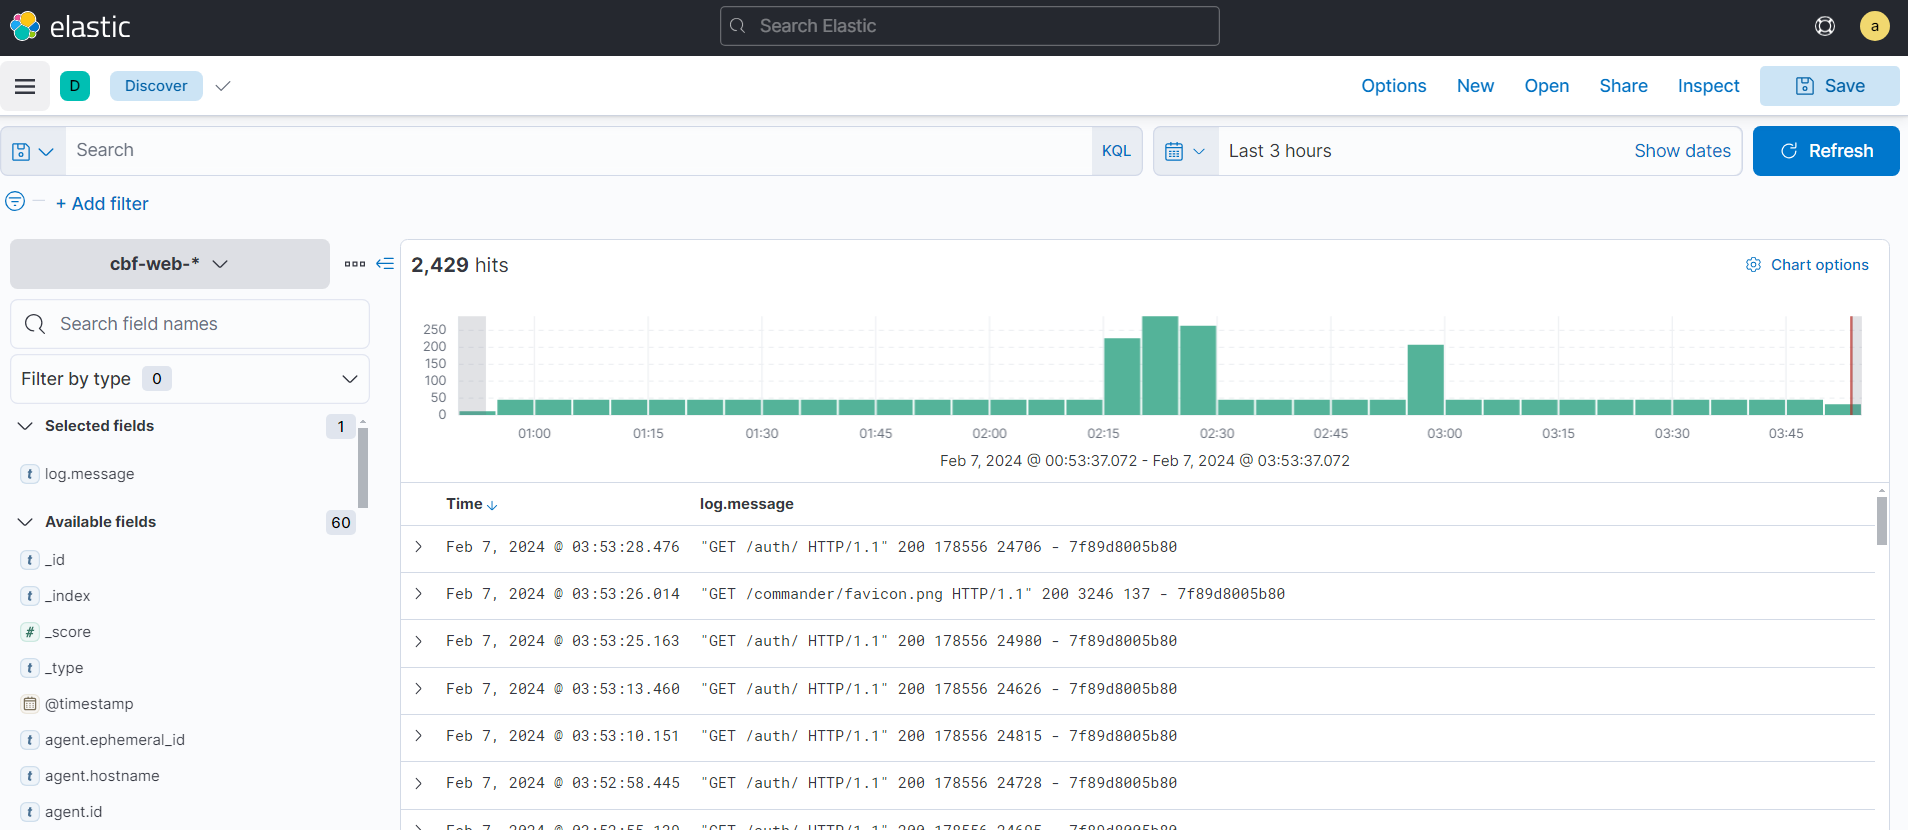 elastic
Search Elastic
a
D
Discover
Options
New
Open
Share
Inspect
Save
Search
KQL
Last 3 hours
Show dates
Refresh
+ Add filter
cbf-web-*
Search field names
Filter by type 0
Selected fields 1
t log.message
Available fields 60
t _id
t _index
# _score
t _type
@timestamp
t agent.ephemeral_id
t agent.hostname
t agent.id
2,429 hits
Chart options
250
200
150
100
50
0
01:00 01:15 01:30 01:45 02:00 02:15 02:30 02:45 03:00 03:15 03:30 03:45
Feb 7, 2024 @ 00:53:37.072 - Feb 7, 2024 @ 03:53:37.072
Time log.message
Feb 7, 2024 @ 03:53:28.476 "GET /auth/ HTTP/1.1" 200 178556 24706 - 7f89d8005b80
Feb 7, 2024 @ 03:53:26.014 "GET /commander/favicon.png HTTP/1.1" 200 3246 137 - 7f89d8005b80
Feb 7, 2024 @ 03:53:25.163 "GET /auth/ HTTP/1.1" 200 178556 24980 - 7f89d8005b80
Feb 7, 2024 @ 03:53:13.460 "GET /auth/ HTTP/1.1" 200 178556 24626 - 7f89d8005b80
Feb 7, 2024 @ 03:53:10.151 "GET /auth/ HTTP/1.1" 200 178556 24815 - 7f89d8005b80
Feb 7, 2024 @ 03:52:58.445 "GET /auth/ HTTP/1.1" 200 178556 24728 - 7f89d8005b80